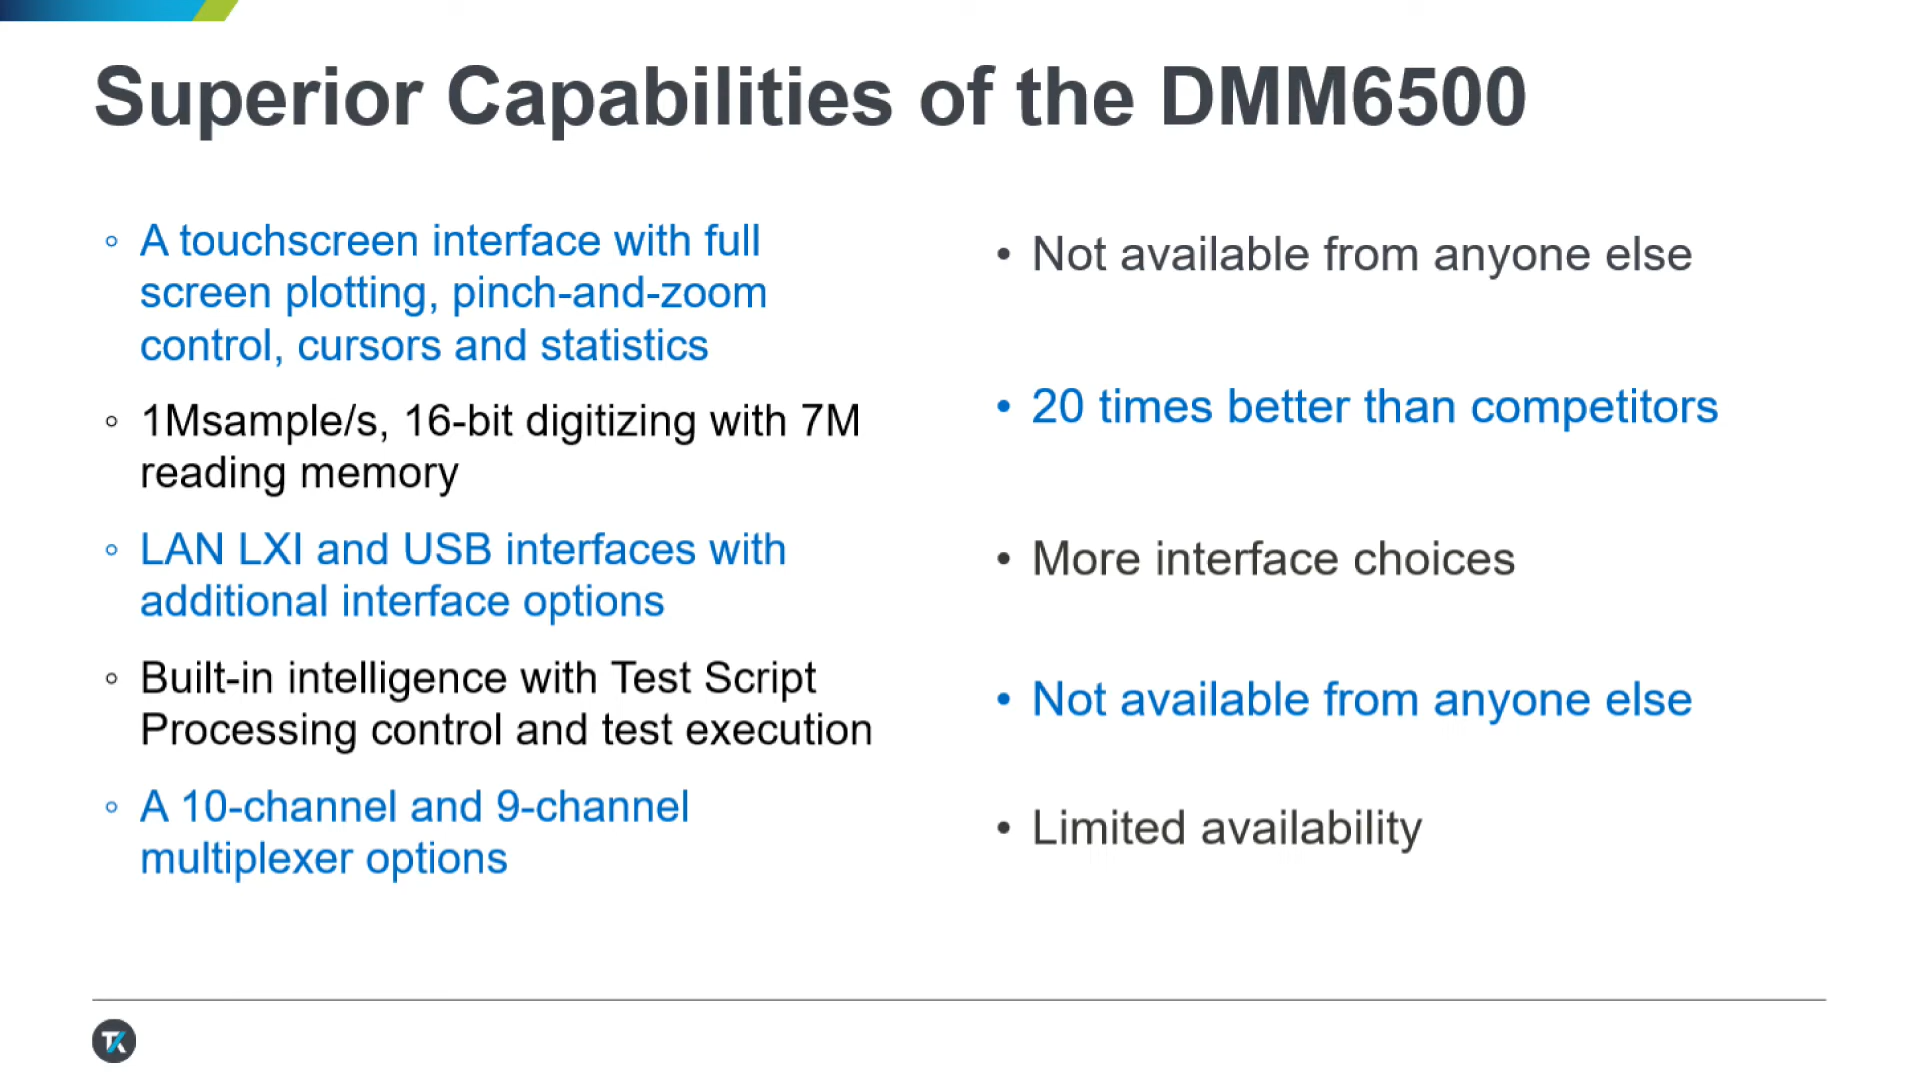 Superior Capabilities of the DMM6500
◦ A touchscreen interface with full
screen plotting, pinch-and-zoom
control, cursors and statistics
◦ 1Msample/s, 16-bit digitizing with 7M
reading memory
◦ LAN LXI and USB interfaces with
additional interface options
◦ Built-in intelligence with Test Script
Processing control and test execution
◦ A 10-channel and 9-channel
multiplexer options
• Not available from anyone else
• 20 times better than competitors
• More interface choices
• Not available from anyone else
• Limited availability
TK